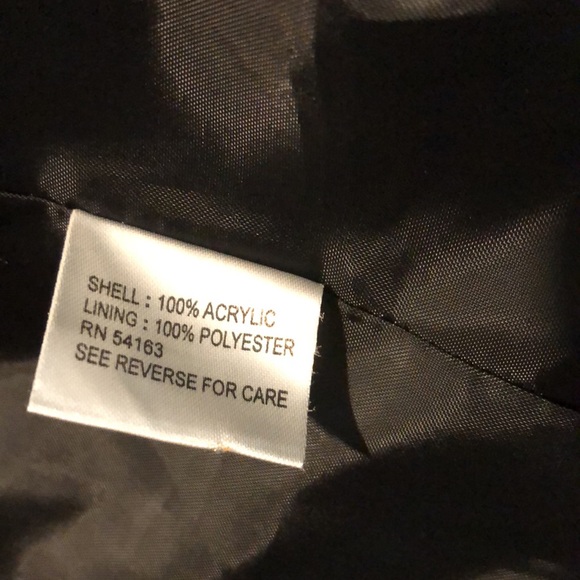 SHELL : 100% ACRYLIC
LINING : 100% POLYESTER
RN 54163
SEE REVERSE FOR CARE